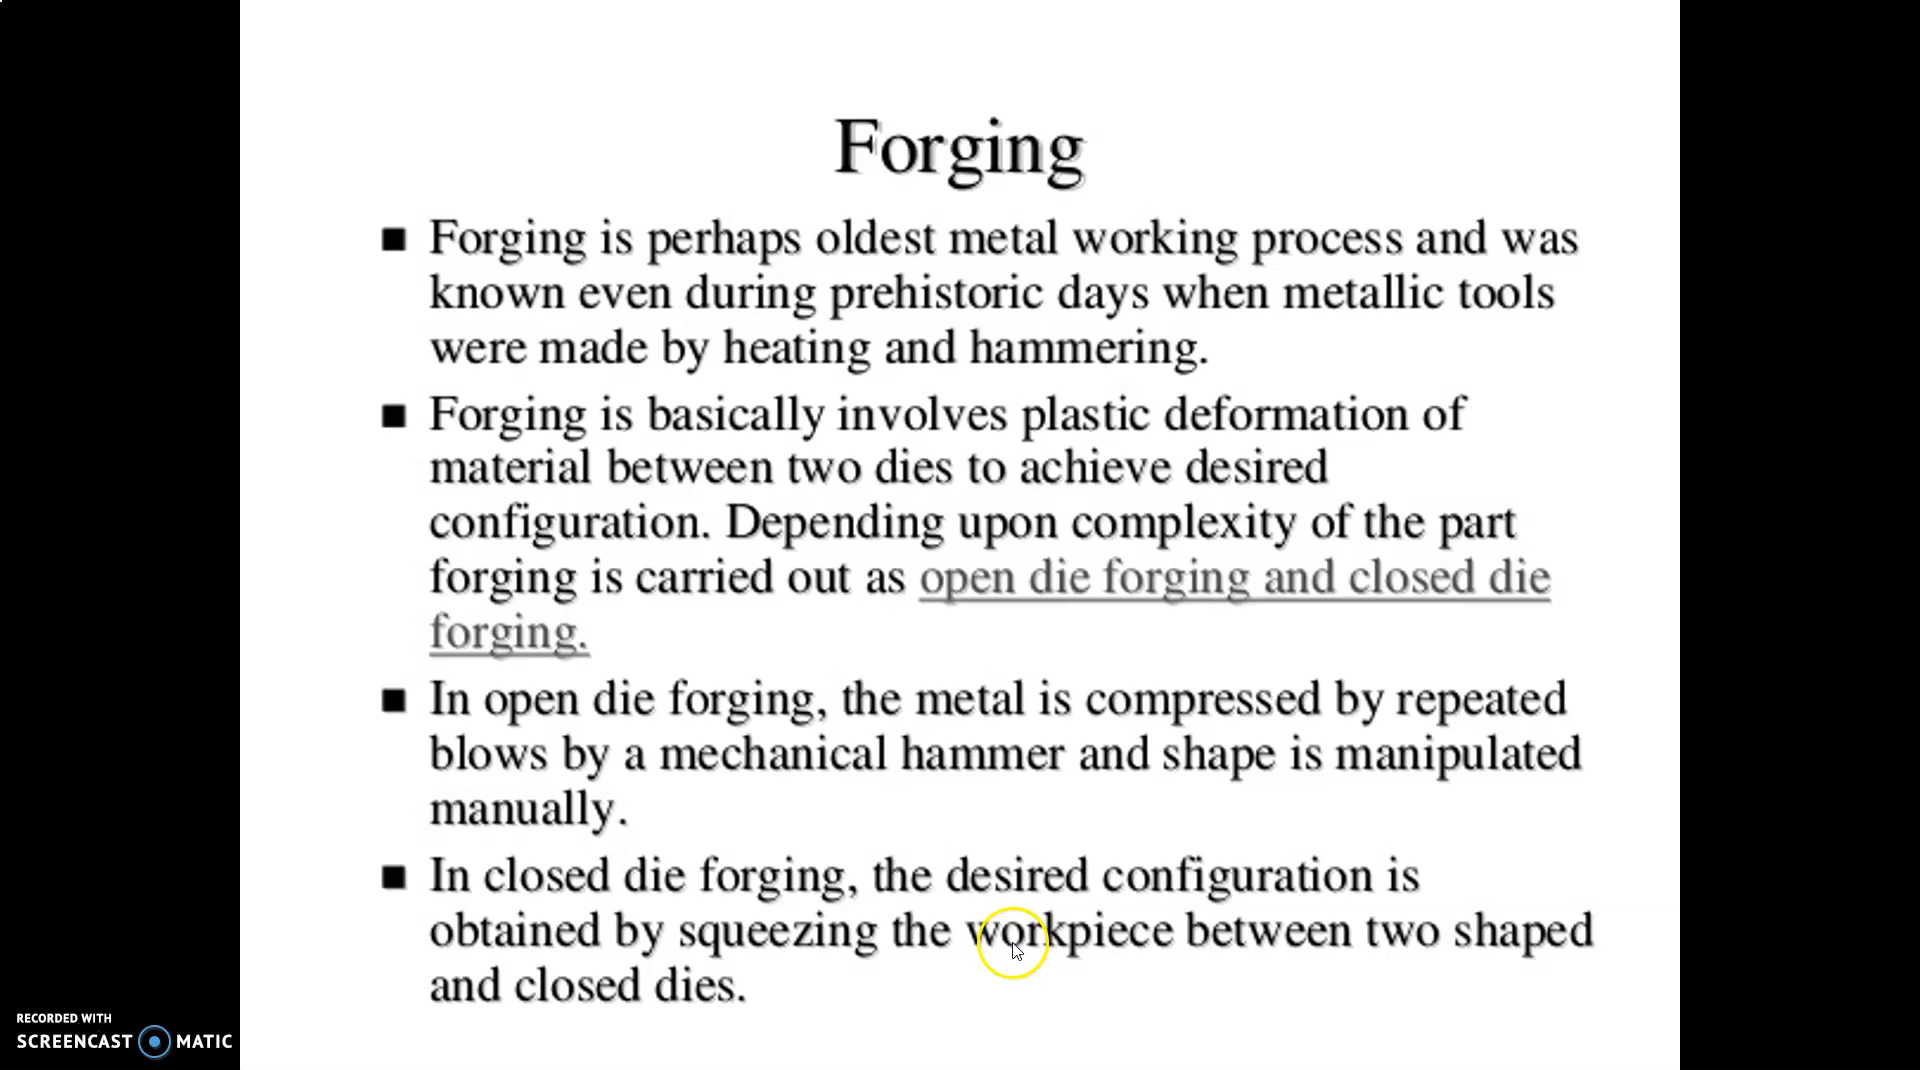 Forging
■ Forging is perhaps oldest metal working process and was
known even during prehistoric days when metallic tools
were made by heating and hammering.
■ Forging is basically involves plastic deformation of
material between two dies to achieve desired
configuration. Depending upon complexity of the part
forging is carried out as open die forging and closed die
forging.
■ In open die forging, the metal is compressed by repeated
blows by a mechanical hammer and shape is manipulated
manually.
■ In closed die forging, the desired configuration is
obtained by squeezing the workpiece between two shaped
and closed dies.
RECORDED WITH
SCREENCAST MATIC